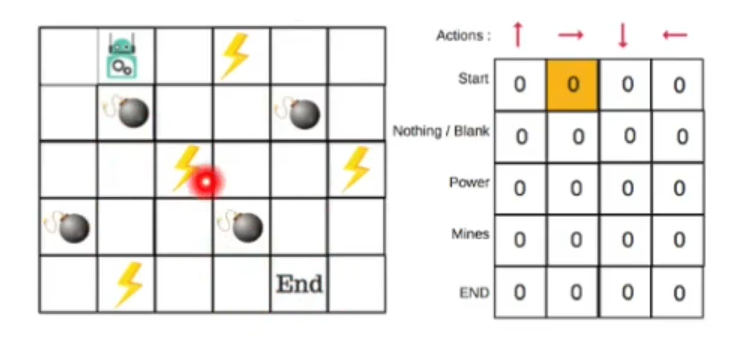 Actions : ↑ → ↓ ←
Start 0 0 0 0
Nothing / Blank 0 0 0 0
Power 0 0 0 0
Mines 0 0 0 0
END 0 0 0 0
End